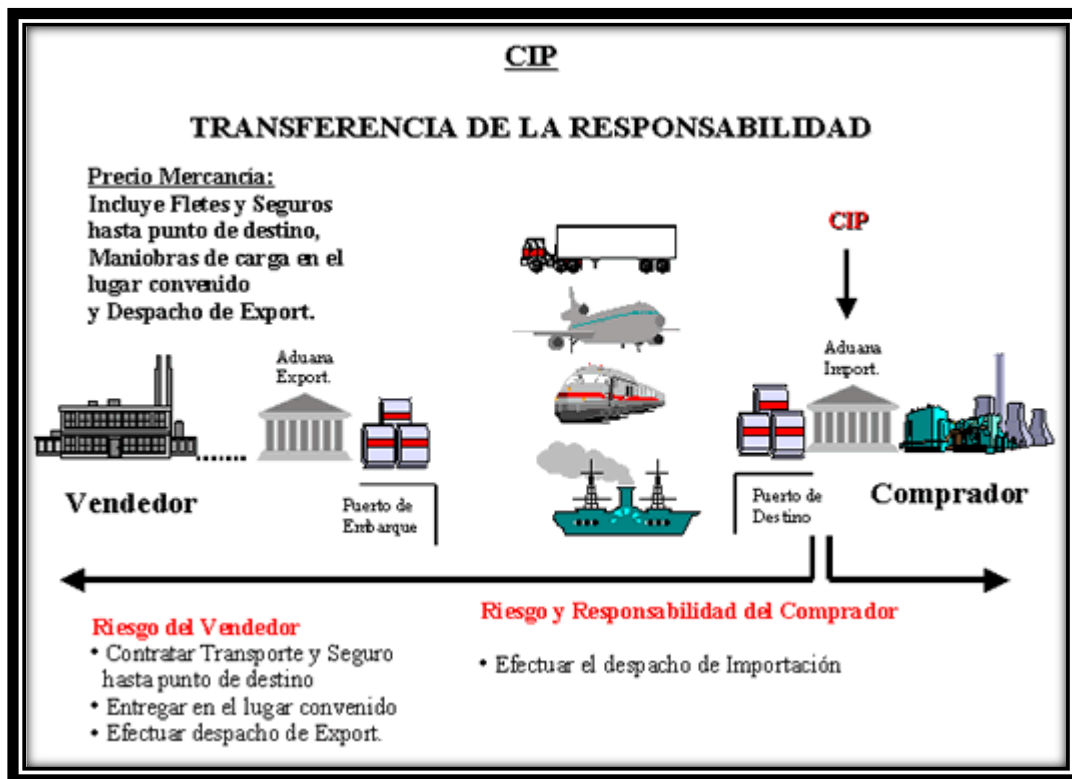 CIP
TRANSFERENCIA DE LA RESPONSABILIDAD
Precio Mercancía:
Incluye Fletes y Seguros
hasta punto de destino,
Maniobras de carga en el
lugar convenido
y Despacho de Export.
CIP
Aduana
Export.
Aduana
Import.
Vendedor
Puerto de
Embarque
Puerto de
Destino
Comprador
Riesgo del Vendedor
• Contratar Transporte y Seguro
hasta punto de destino
• Entregar en el lugar convenido
• Efectuar despacho de Export.
Riesgo y Responsabilidad del Comprador
• Efectuar el despacho de Importación